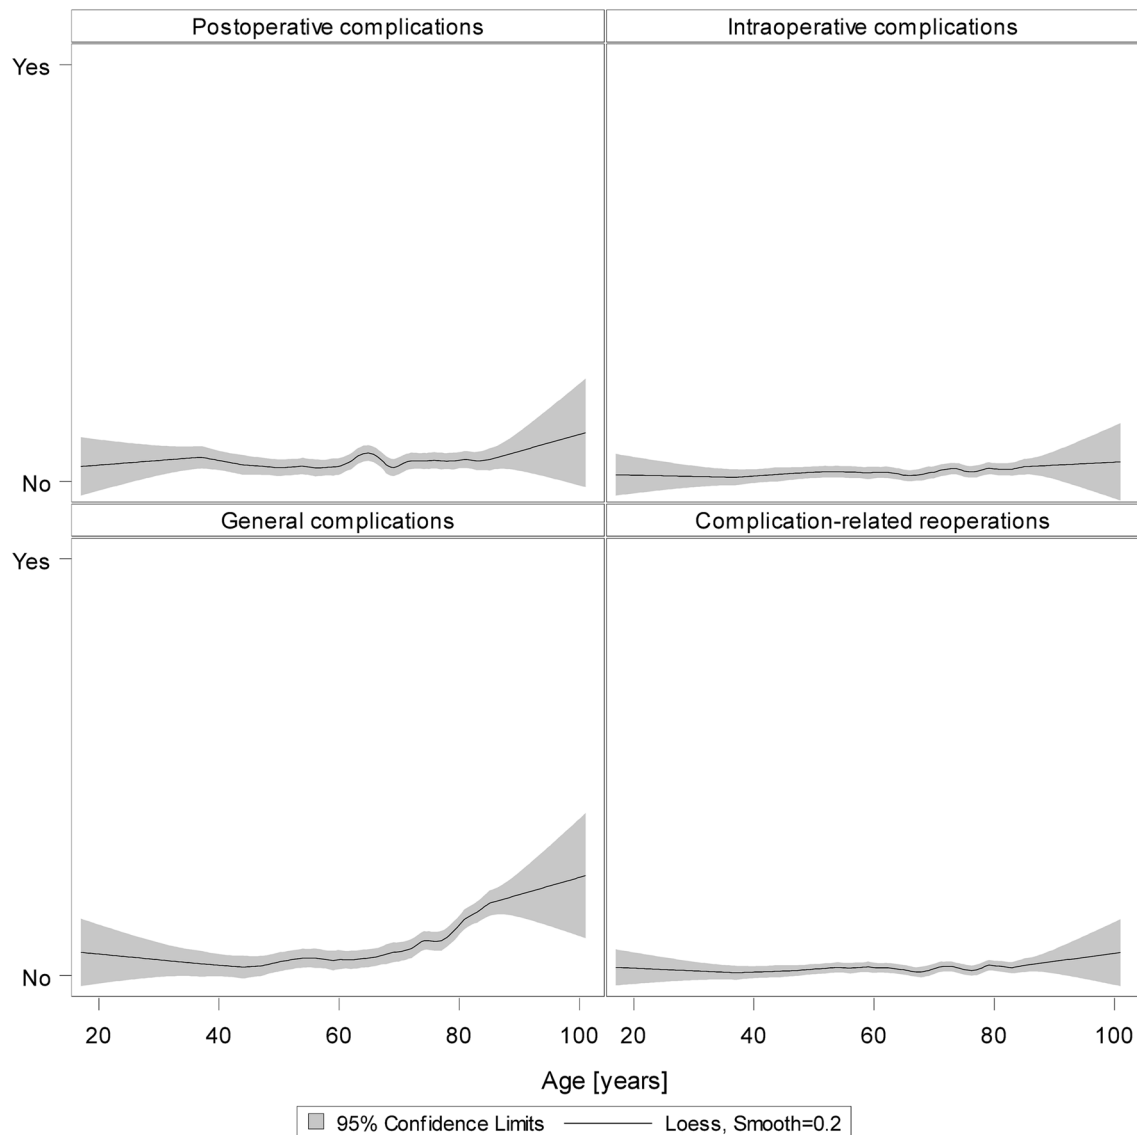 Postoperative complications
Intraoperative complications
Yes
No
General complications
Complication-related reoperations
Yes
No
20 40 60 80 100 20 40 60 80 100
Age [years]
95% Confidence Limits Loess, Smooth=0.2